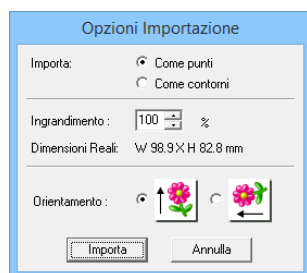 Opzioni Importazione
Importa: Come punti
Come contorni
Ingrandimento : 100 %
Dimensioni Reali: W 98.9 X H 82.8 mm
Orientamento :
Importa Annulla